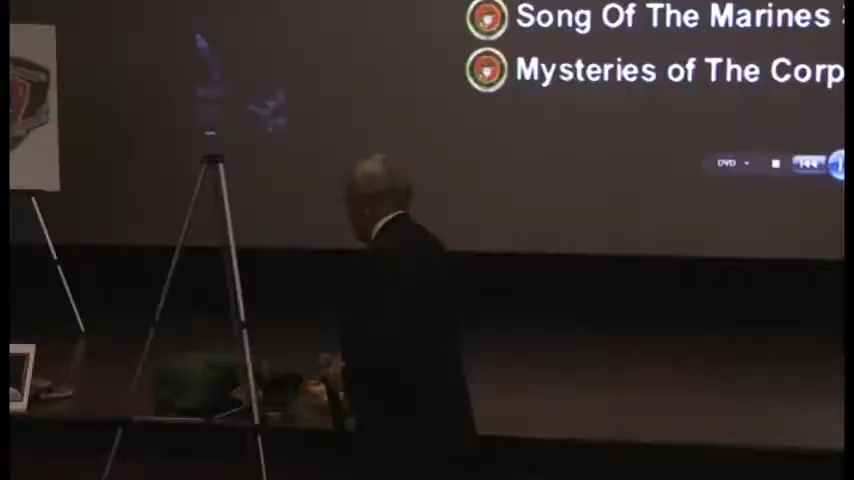 Song Of The Marines
Mysteries of The Corp
DVD